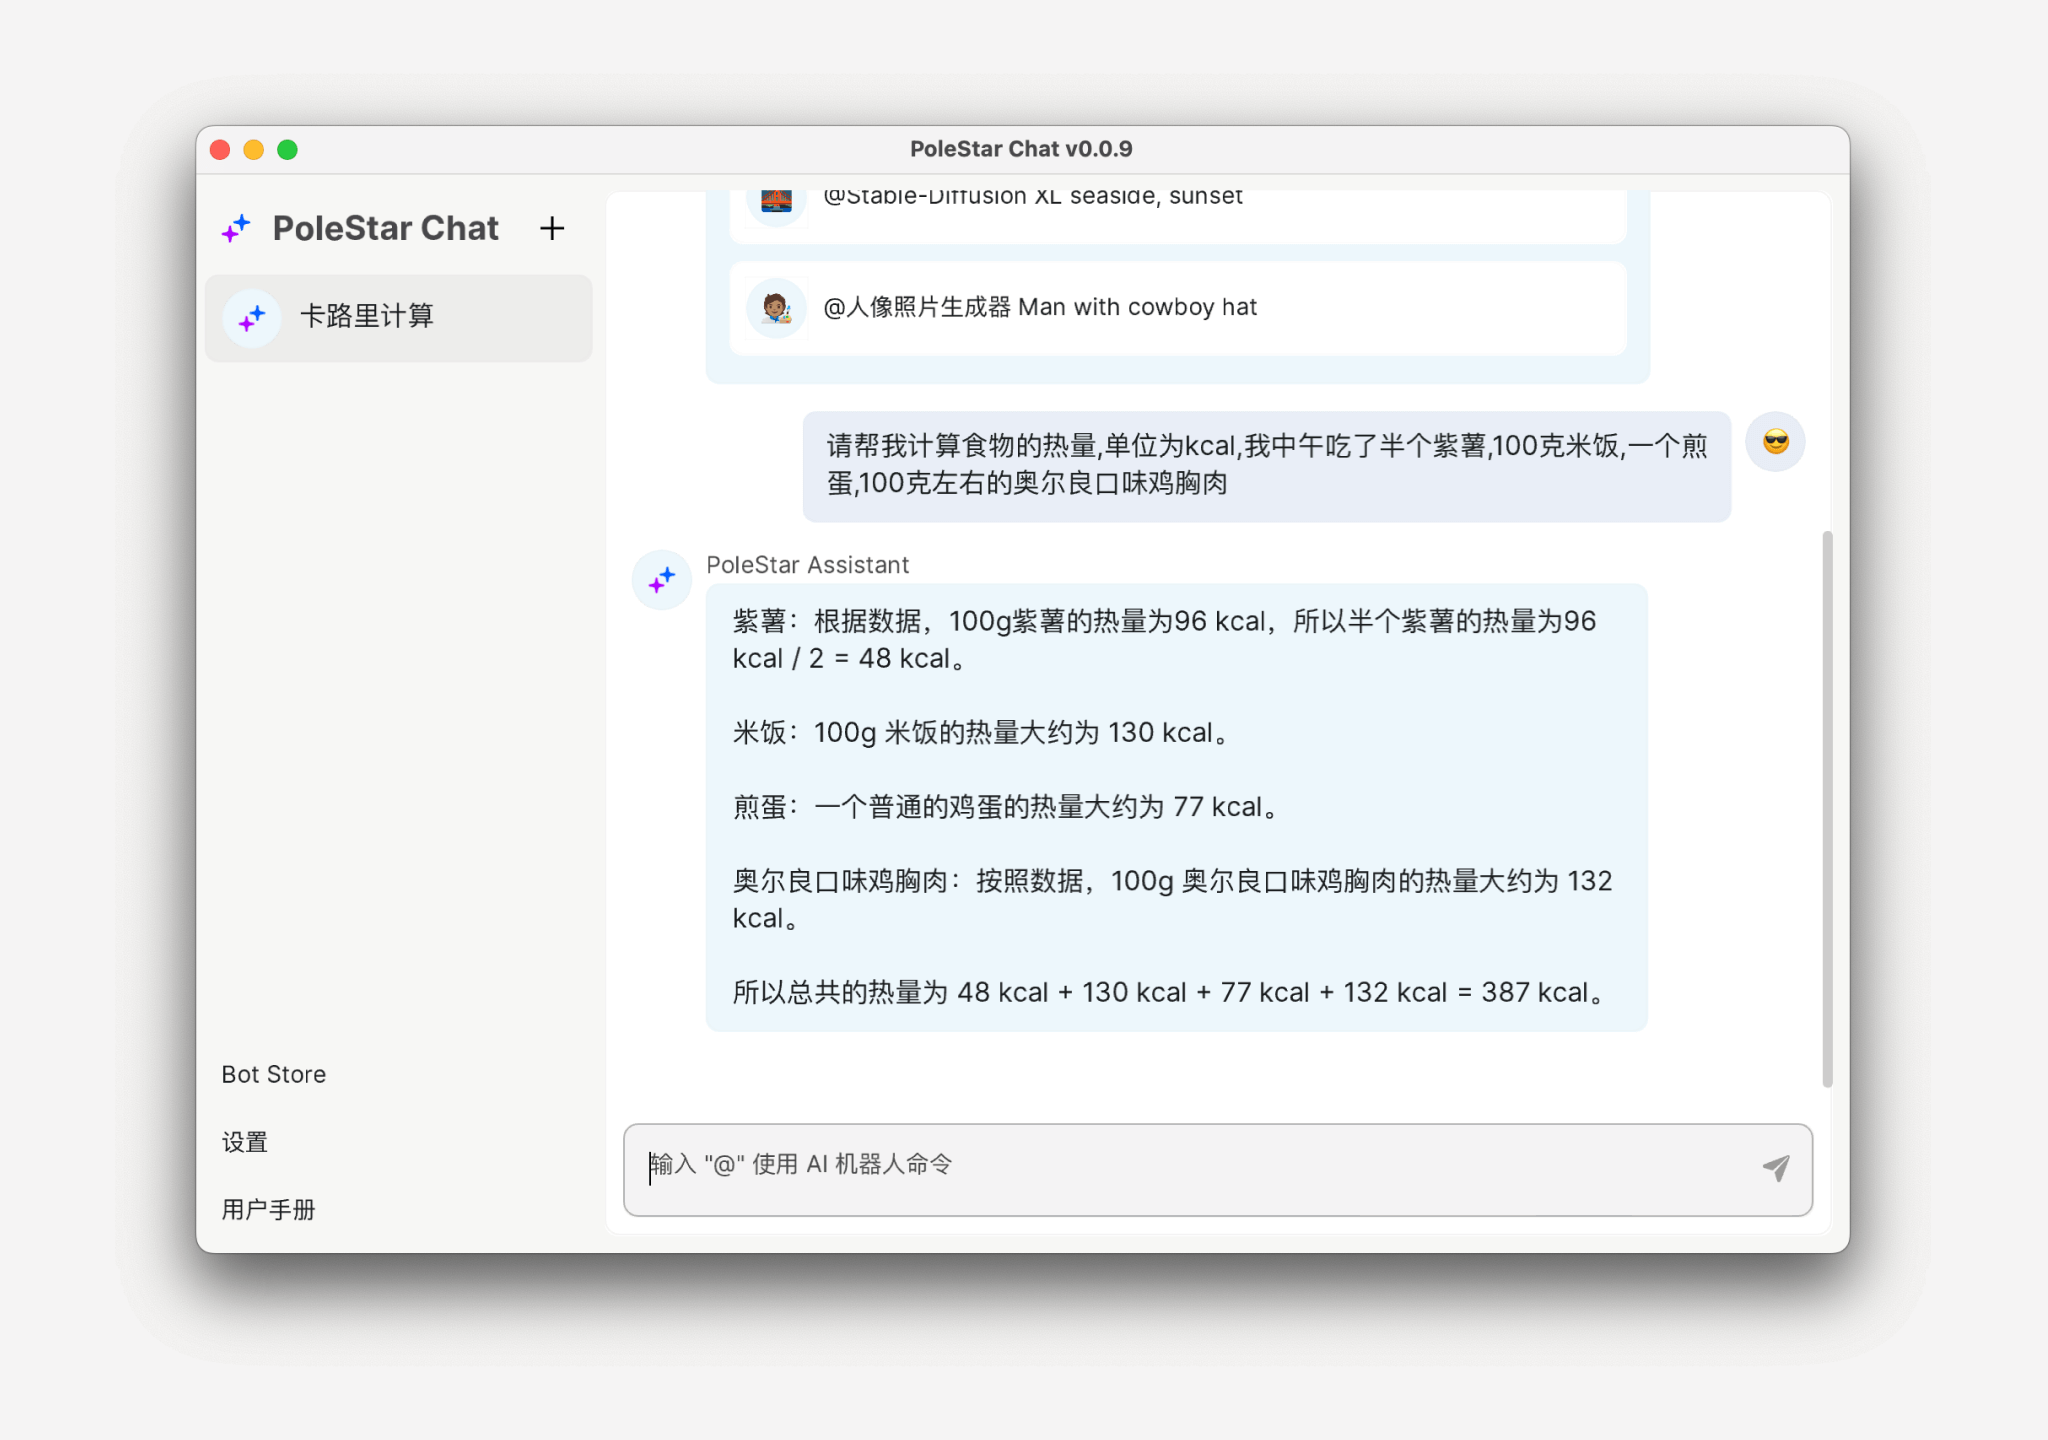 PoleStar Chat v0.0.9
PoleStar Chat
卡路里计算
@Stable-Diffusion XL seaside, sunset
@人像照片生成器 Man with cowboy hat
请帮我计算食物的热量,单位为kcal,我中午吃了半个紫薯,100克米饭,一个煎
蛋,100克左右的奥尔良口味鸡胸肉
PoleStar Assistant
紫薯：根据数据，100g紫薯的热量为96 kcal，所以半个紫薯的热量为96
kcal / 2 = 48 kcal。
米饭：100g 米饭的热量大约为 130 kcal。
煎蛋：一个普通的鸡蛋的热量大约为 77 kcal。
奥尔良口味鸡胸肉：按照数据，100g 奥尔良口味鸡胸肉的热量大约为 132
kcal。
所以总共的热量为 48 kcal + 130 kcal + 77 kcal + 132 kcal = 387 kcal。
Bot Store
设置
用户手册
输入 "@" 使用 AI 机器人命令